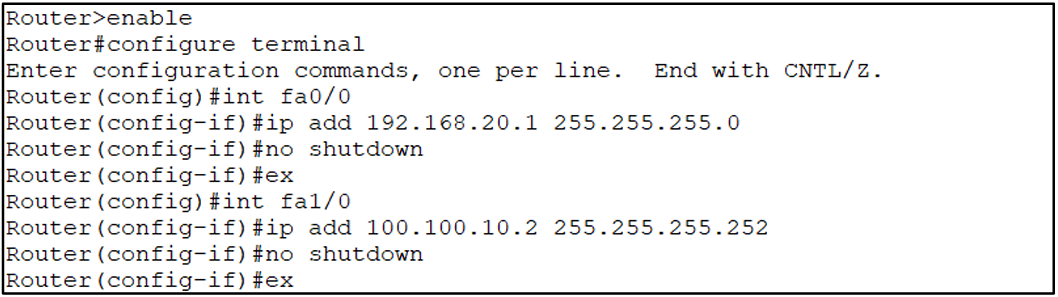 Router>enable
Router#configure terminal
Enter configuration commands, one per line.  End with CNTL/Z.
Router(config)#int fa0/0
Router(config-if)#ip add 192.168.20.1 255.255.255.0
Router(config-if)#no shutdown
Router(config-if)#ex
Router(config)#int fa1/0
Router(config-if)#ip add 100.100.10.2 255.255.255.252
Router(config-if)#no shutdown
Router(config-if)#ex